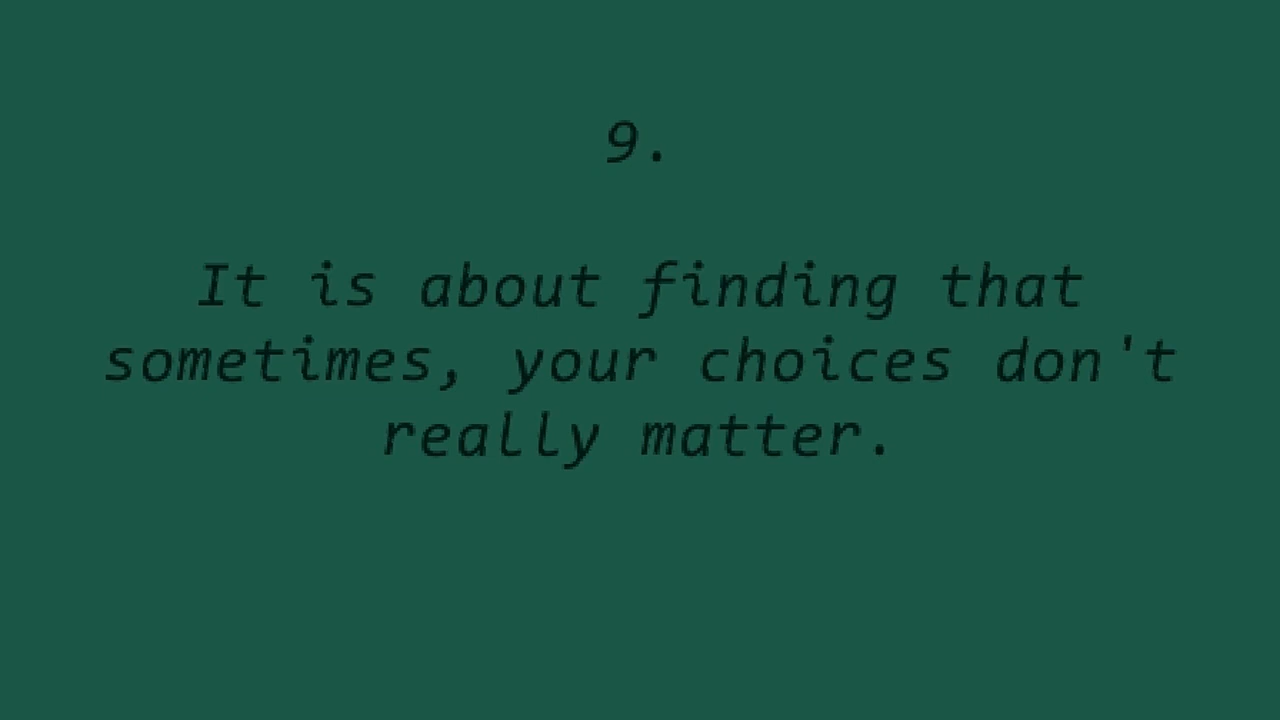 9.
It is about finding that
sometimes, your choices don't
really matter.